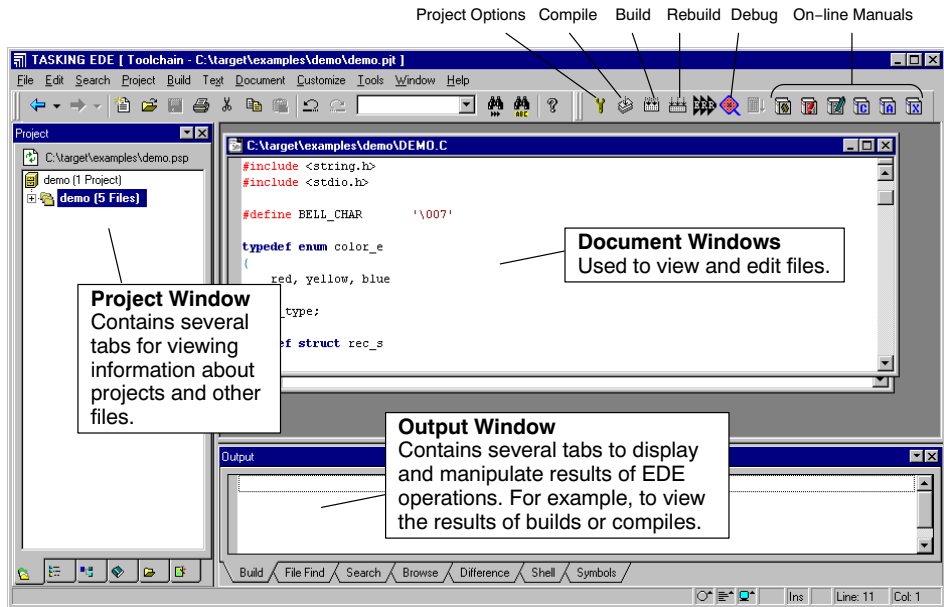 Project Options Compile Build Rebuild Debug On-line Manuals
TASKING EDE [ Toolchain - C:\target\examples\demo\demo.pjt ]
File Edit Search Project Build Text Document Customize Tools Window Help
Project
C:\target\examples\demo.psp
demo (1 Project)
demo (5 Files)
C:\target\examples\demo\DEMO.C
#include <string.h>
#include <stdio.h>
#define BELL_CHAR '\007'
typedef enum color_e
{
red, yellow, blue
_type;
ef struct rec_s
Document Windows
Used to view and edit files.
Project Window
Contains several
tabs for viewing
information about
projects and other
files.
Output Window
Contains several tabs to display
and manipulate results of EDE
operations. For example, to view
the results of builds or compiles.
Output
Build File Find Search Browse Difference Shell Symbols
Ins Line: 11 Col: 1